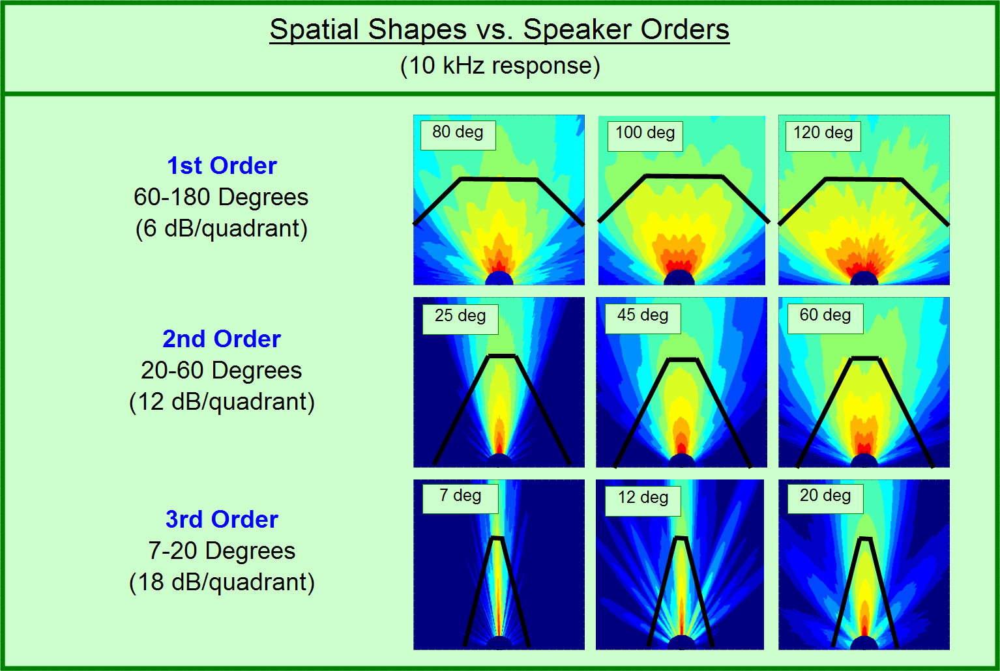 Spatial Shapes vs. Speaker Orders
(10 kHz response)
1st Order
60-180 Degrees
(6 dB/quadrant)
80 deg
100 deg
120 deg
2nd Order
20-60 Degrees
(12 dB/quadrant)
25 deg
45 deg
60 deg
3rd Order
7-20 Degrees
(18 dB/quadrant)
7 deg
12 deg
20 deg